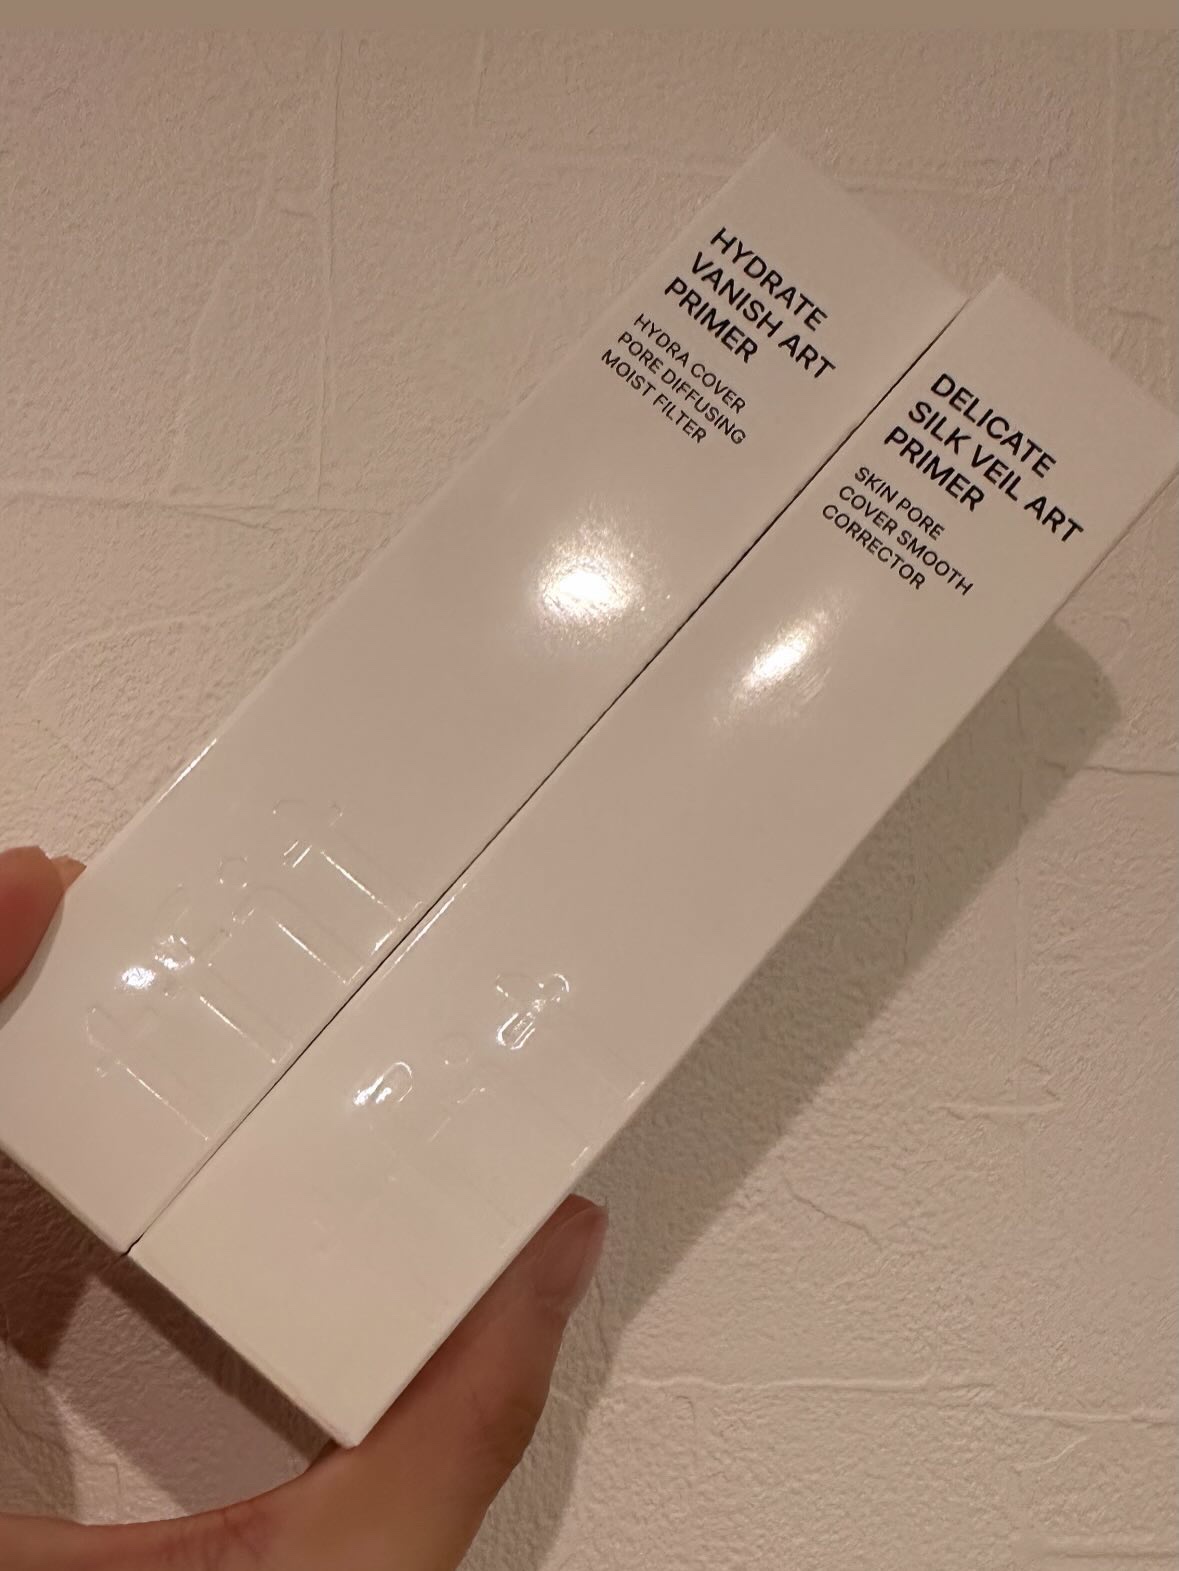 HYDRATE
VANISH ART
PRIMER
HYDRA COVER
PORE DIFFUSING
MOIST FILTER
DELICATE
SILK VEIL ART
PRIMER
SKIN PORE
COVER SMOOTH
CORRECTOR